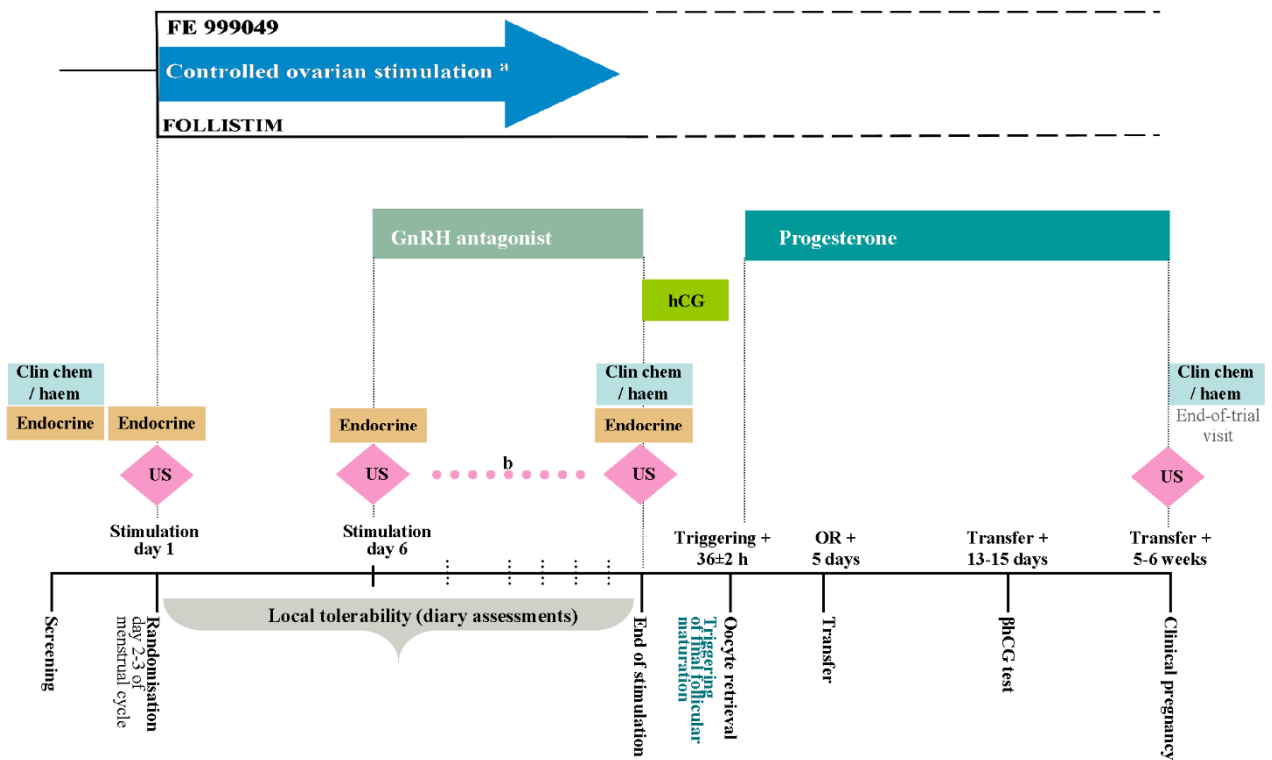 FE 999049
Controlled ovarian stimulation a
FOLLISTIM
GnRH antagonist
Progesterone
hCG
Clin chem
/ haem
Endocrine
Endocrine
Endocrine
Clin chem
/ haem
Endocrine
Clin chem
/ haem
End-of-trial
visit
US
US
b
US
US
Stimulation
day 1
Stimulation
day 6
Triggering +
36±2 h
OR +
5 days
Transfer +
13-15 days
Transfer +
5-6 weeks
Local tolerability (diary assessments)
Screening
Randomisation
day 2-3 of
menstrual cycle
End of stimulation
Triggering
of final follicular
maturation
Oocyte retrieval
Transfer
βhCG test
Clinical pregnancy